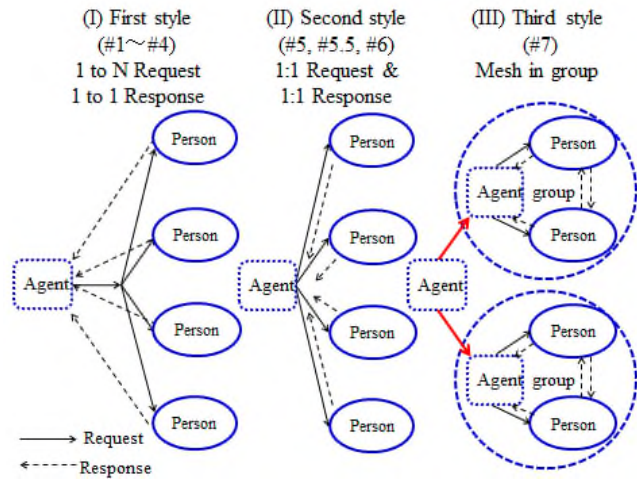 (I) First style
(#1～#4)
1 to N Request
1 to 1 Response
(II) Second style
(#5, #5.5, #6)
1:1 Request &
1:1 Response
(III) Third style
(#7)
Mesh in group
Person
Person
Agent
Person
Person
Person
Person
Person
Person
Person
Agent group
Person
Agent
Person
Agent group
Person
Request
Response